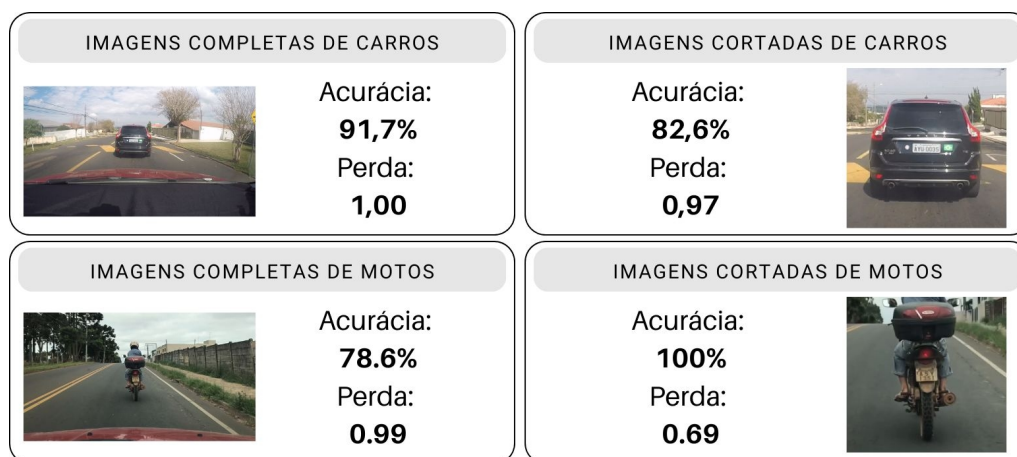 IMAGENS COMPLETAS DE CARROS
Acurácia:
91,7%
Perda:
1,00
IMAGENS CORTADAS DE CARROS
Acurácia:
82,6%
Perda:
0,97
IMAGENS COMPLETAS DE MOTOS
Acurácia:
78.6%
Perda:
0.99
IMAGENS CORTADAS DE MOTOS
Acurácia:
100%
Perda:
0.69